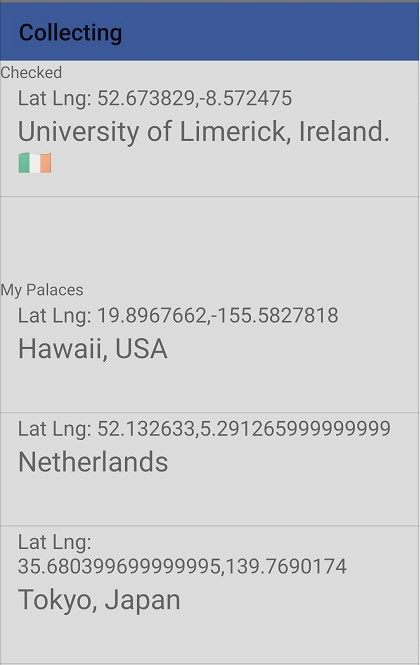 Collecting
Checked
Lat Lng: 52.673829,-8.572475
University of Limerick, Ireland.
🇮🇪
My Palaces
Lat Lng: 19.8967662,-155.5827818
Hawaii, USA
Lat Lng: 52.132633,5.291265999999999
Netherlands
Lat Lng:
35.680399699999995,139.7690174
Tokyo, Japan